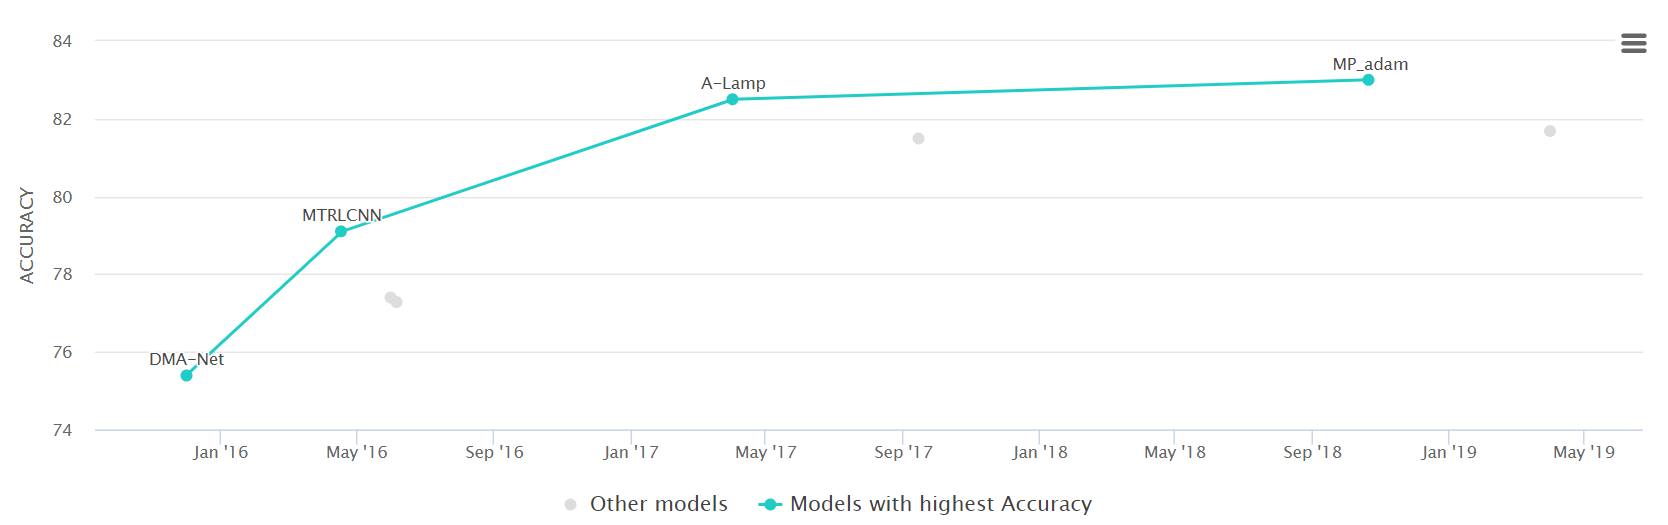 84
82
80
78
76
74
ACCURACY
DMA-Net
MTRLCNN
A-Lamp
MP_adam
Jan '16
May '16
Sep '16
Jan '17
May '17
Sep '17
Jan '18
May '18
Sep '18
Jan '19
May '19
Other models
Models with highest Accuracy